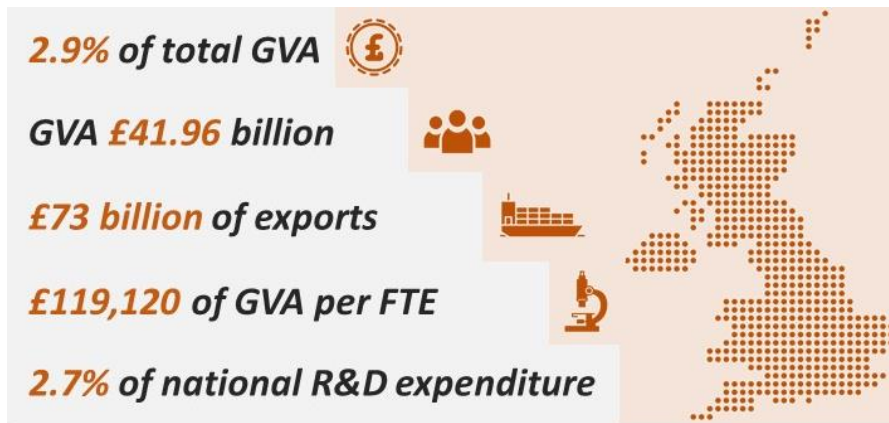 2.9% of total GVA
GVA £41.96 billion
£73 billion of exports
£119,120 of GVA per FTE
2.7% of national R&D expenditure